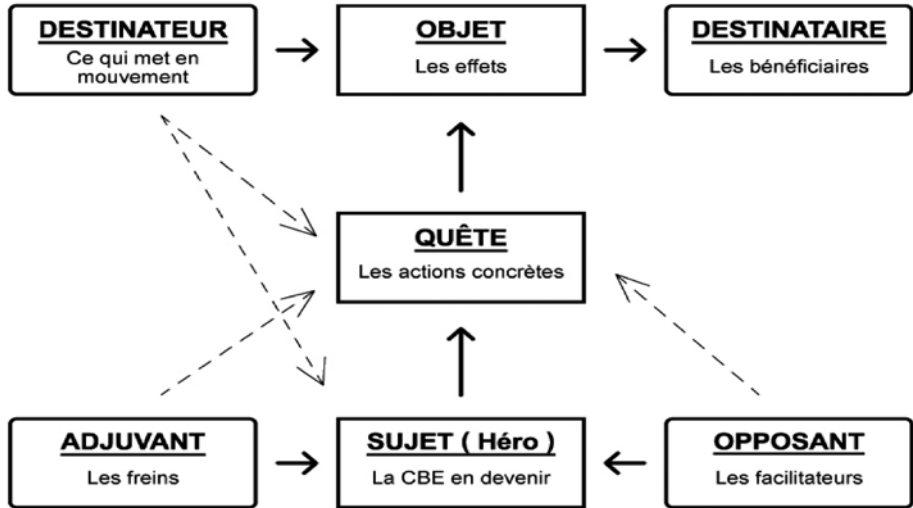 DESTINATEUR
Ce qui met en
mouvement
OBJET
Les effets
DESTINATAIRE
Les bénéficiaires
QUÊTE
Les actions concrètes
ADJUVANT
Les freins
SUJET ( Héro )
La CBE en devenir
OPPOSANT
Les facilitateurs